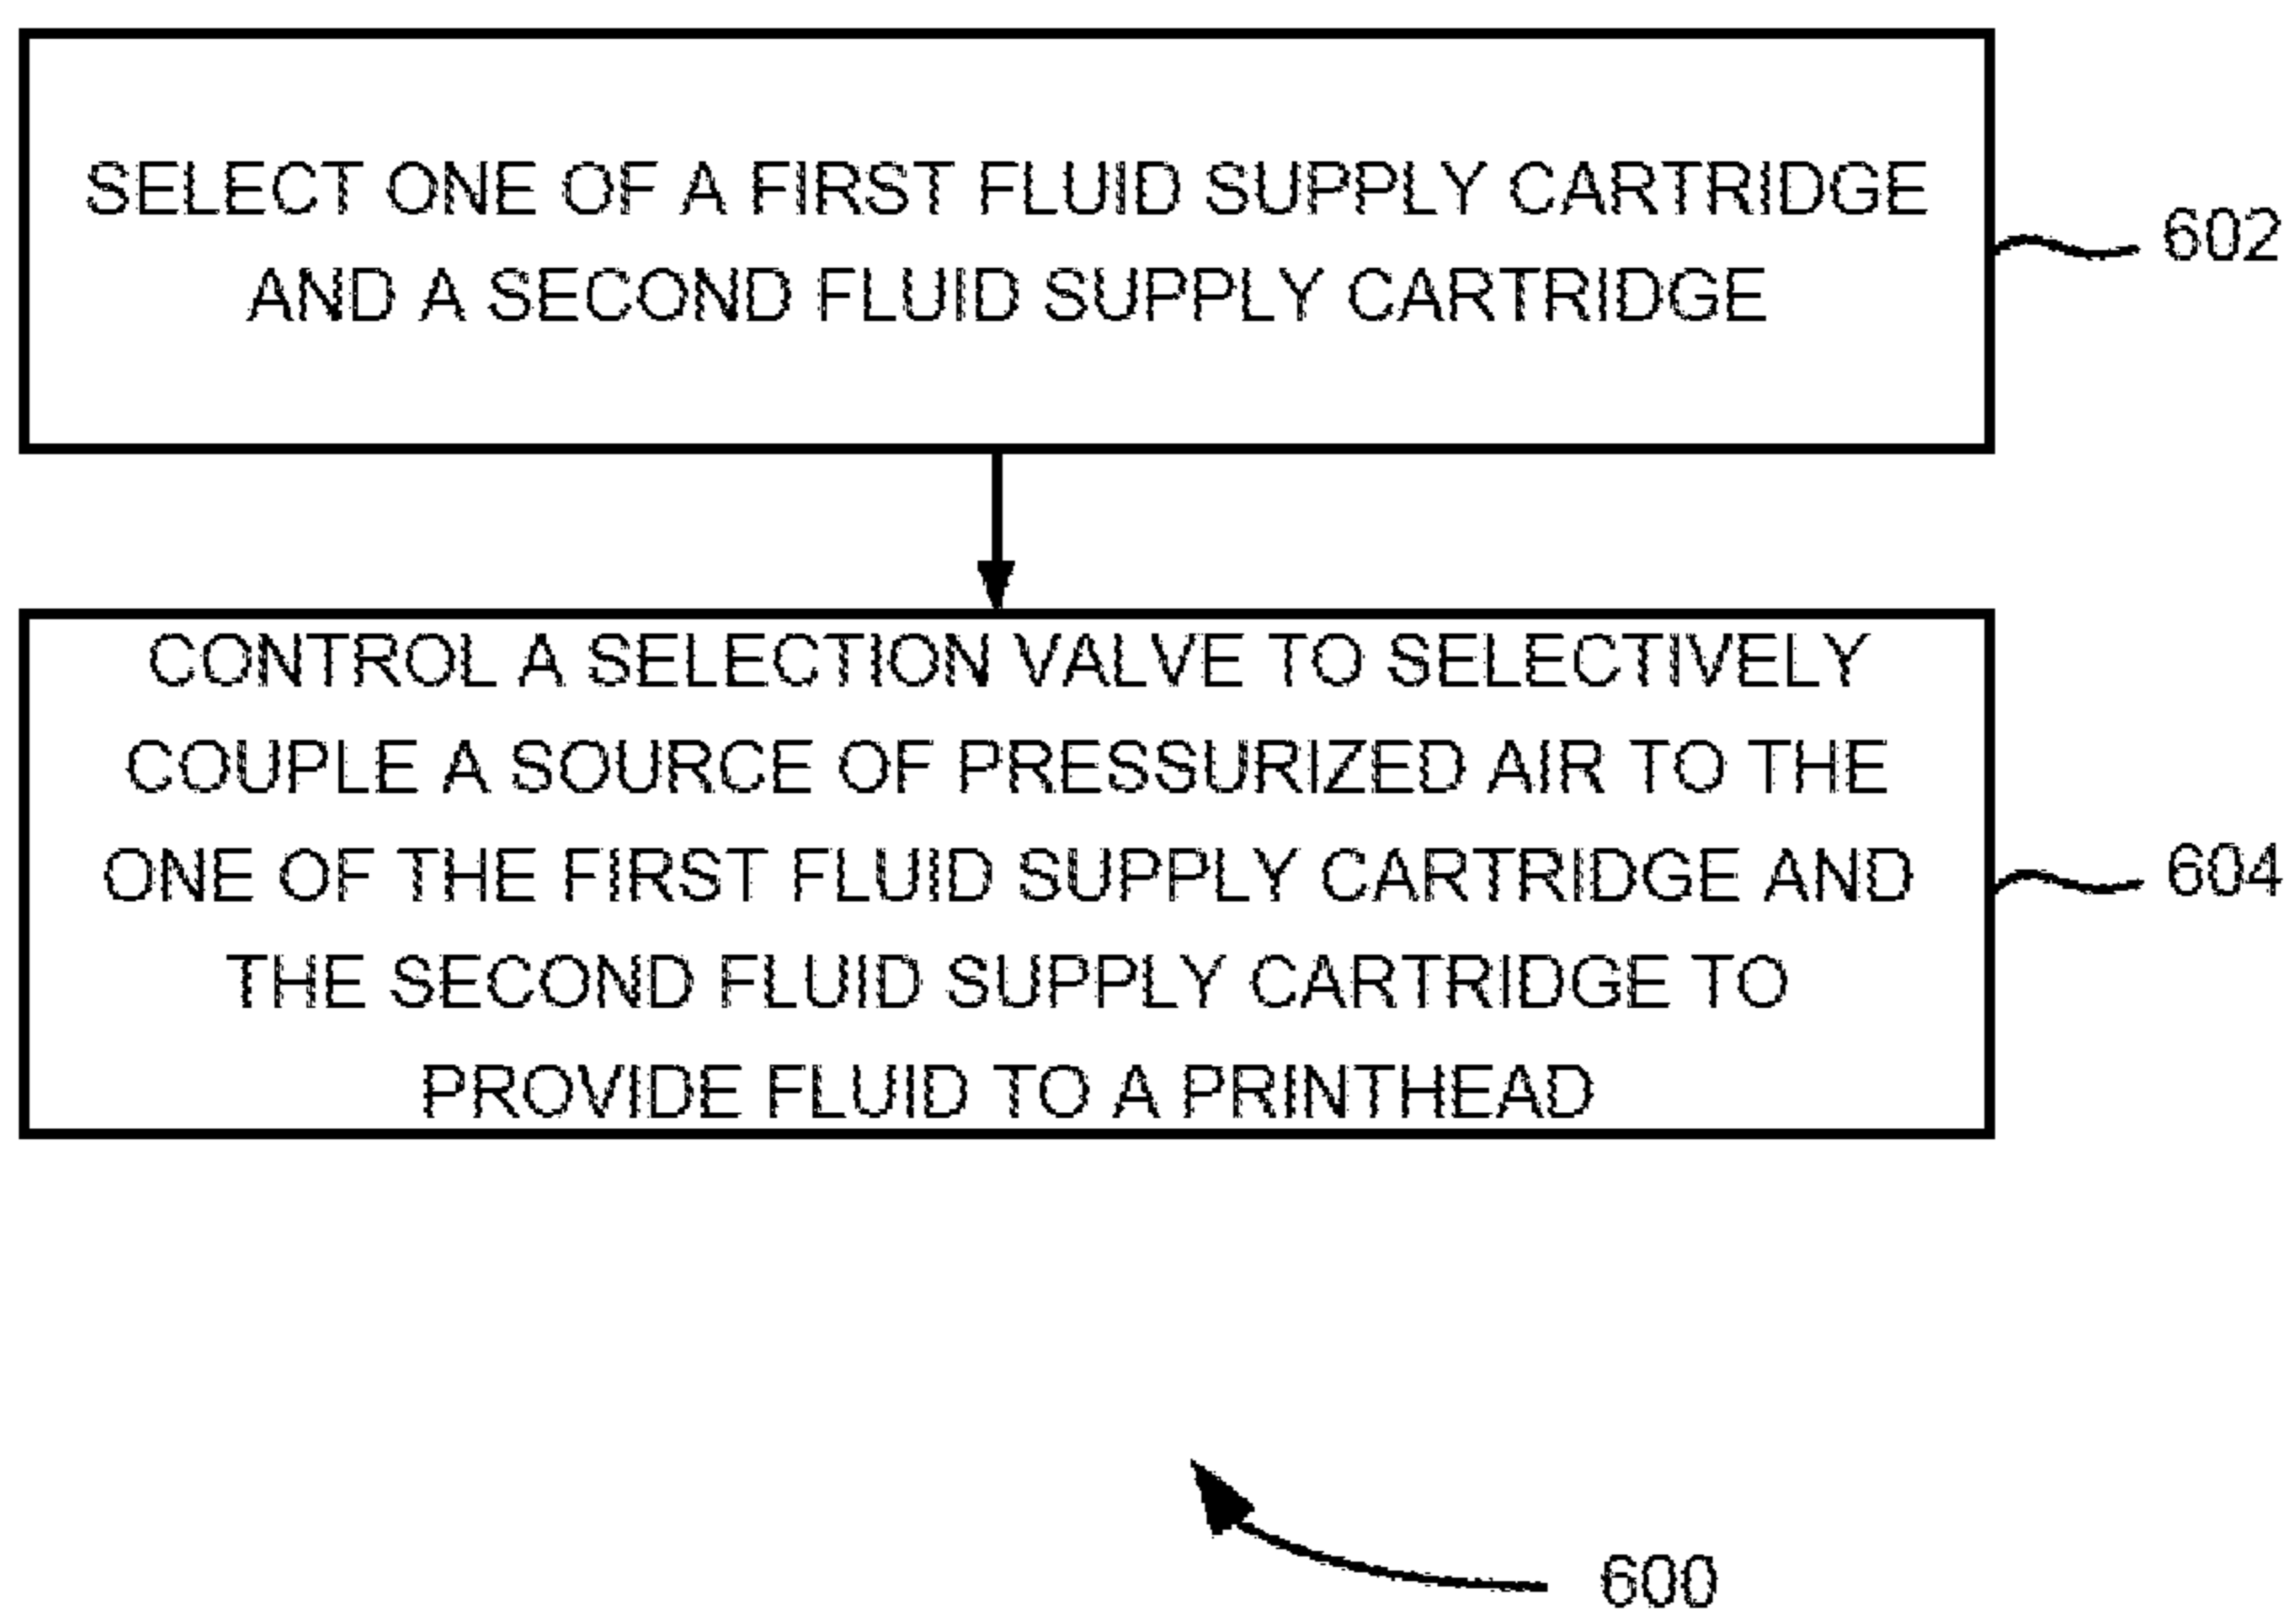 SELECT ONE OF A FIRST FLUID SUPPLY CARTRIDGE
AND A SECOND FLUID SUPPLY CARTRIDGE
602
CONTROL A SELECTION VALVE TO SELECTIVELY
COUPLE A SOURCE OF PRESSURIZED AIR TO THE
ONE OF THE FIRST FLUID SUPPLY CARTRIDGE AND
THE SECOND FLUID SUPPLY CARTRIDGE TO
PROVIDE FLUID TO A PRINTHEAD
604
600